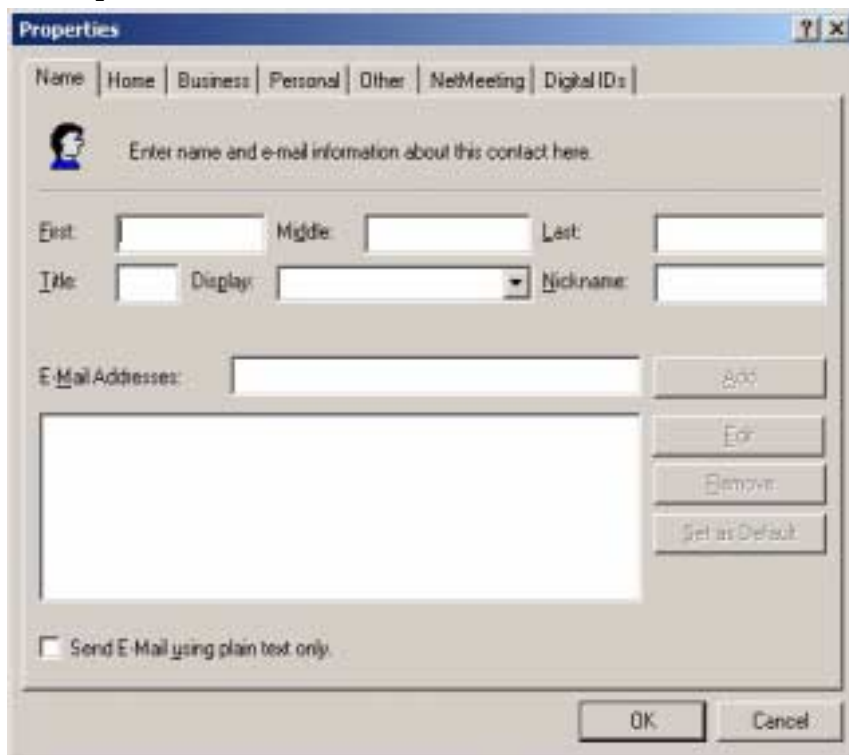 Properties
Name Home Business Personal Other NetMeeting Digital IDs
Enter name and e-mail information about this contact here.
First: Middle: Last:
Title: Display: Nickname:
E-Mail Addresses: Add
Edit
Remove
Set as Default
Send E-Mail using plain text only.
OK Cancel